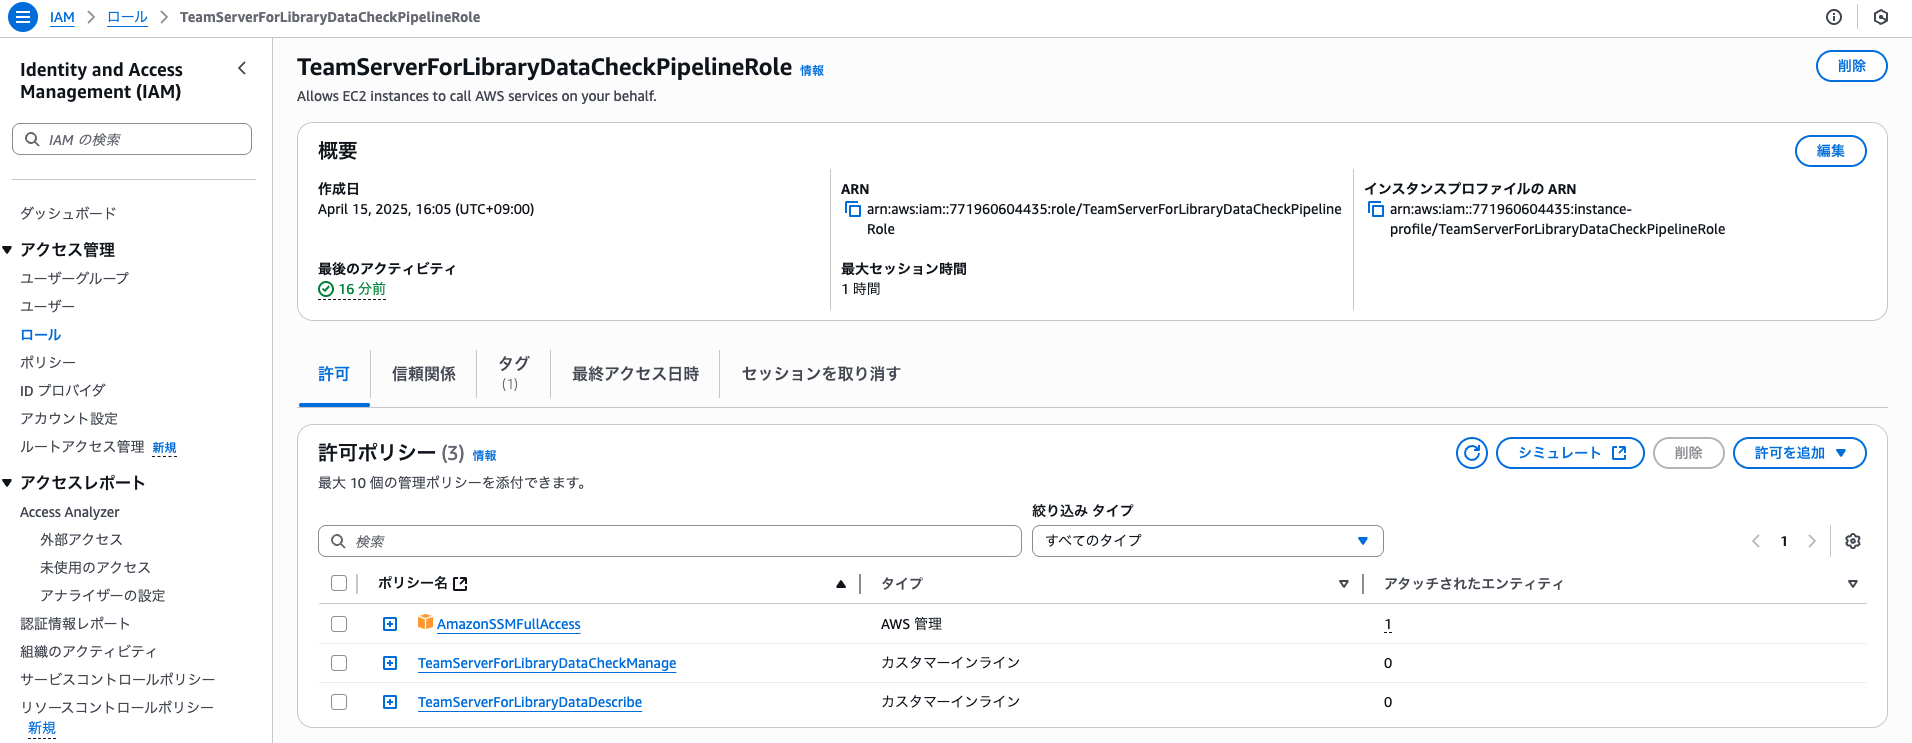 IAM > ロール > TeamServerForLibraryDataCheckPipelineRole
Identity and Access
Management (IAM)
IAM の検索
ダッシュボード
アクセス管理
ユーザーグループ
ユーザー
ロール
ポリシー
ID プロバイダ
アカウント設定
ルートアクセス管理 新規
アクセスレポート
Access Analyzer
外部アクセス
未使用のアクセス
アナライザーの設定
認証情報レポート
組織のアクティビティ
サービスコントロールポリシー
リソースコントロールポリシー
新規
TeamServerForLibraryDataCheckPipelineRole 情報
削除
Allows EC2 instances to call AWS services on your behalf.
概要
編集
作成日
April 15, 2025, 16:05 (UTC+09:00)
最後のアクティビティ
16 分前
ARN
arn:aws:iam::771960604435:role/TeamServerForLibraryDataCheckPipeline
Role
最大セッション時間
1 時間
インスタンスプロファイルの ARN
arn:aws:iam::771960604435:instance-
profile/TeamServerForLibraryDataCheckPipelineRole
許可
信頼関係
タグ
(1)
最終アクセス日時
セッションを取り消す
許可ポリシー (3) 情報
シミュレート
削除
許可を追加
最大 10 個の管理ポリシーを添付できます。
絞り込み タイプ
検索
すべてのタイプ
1
ポリシー名 タイプ アタッチされたエンティティ
AmazonSSMFullAccess AWS 管理 1
TeamServerForLibraryDataCheckManage カスタマーインライン 0
TeamServerForLibraryDataDescribe カスタマーインライン 0